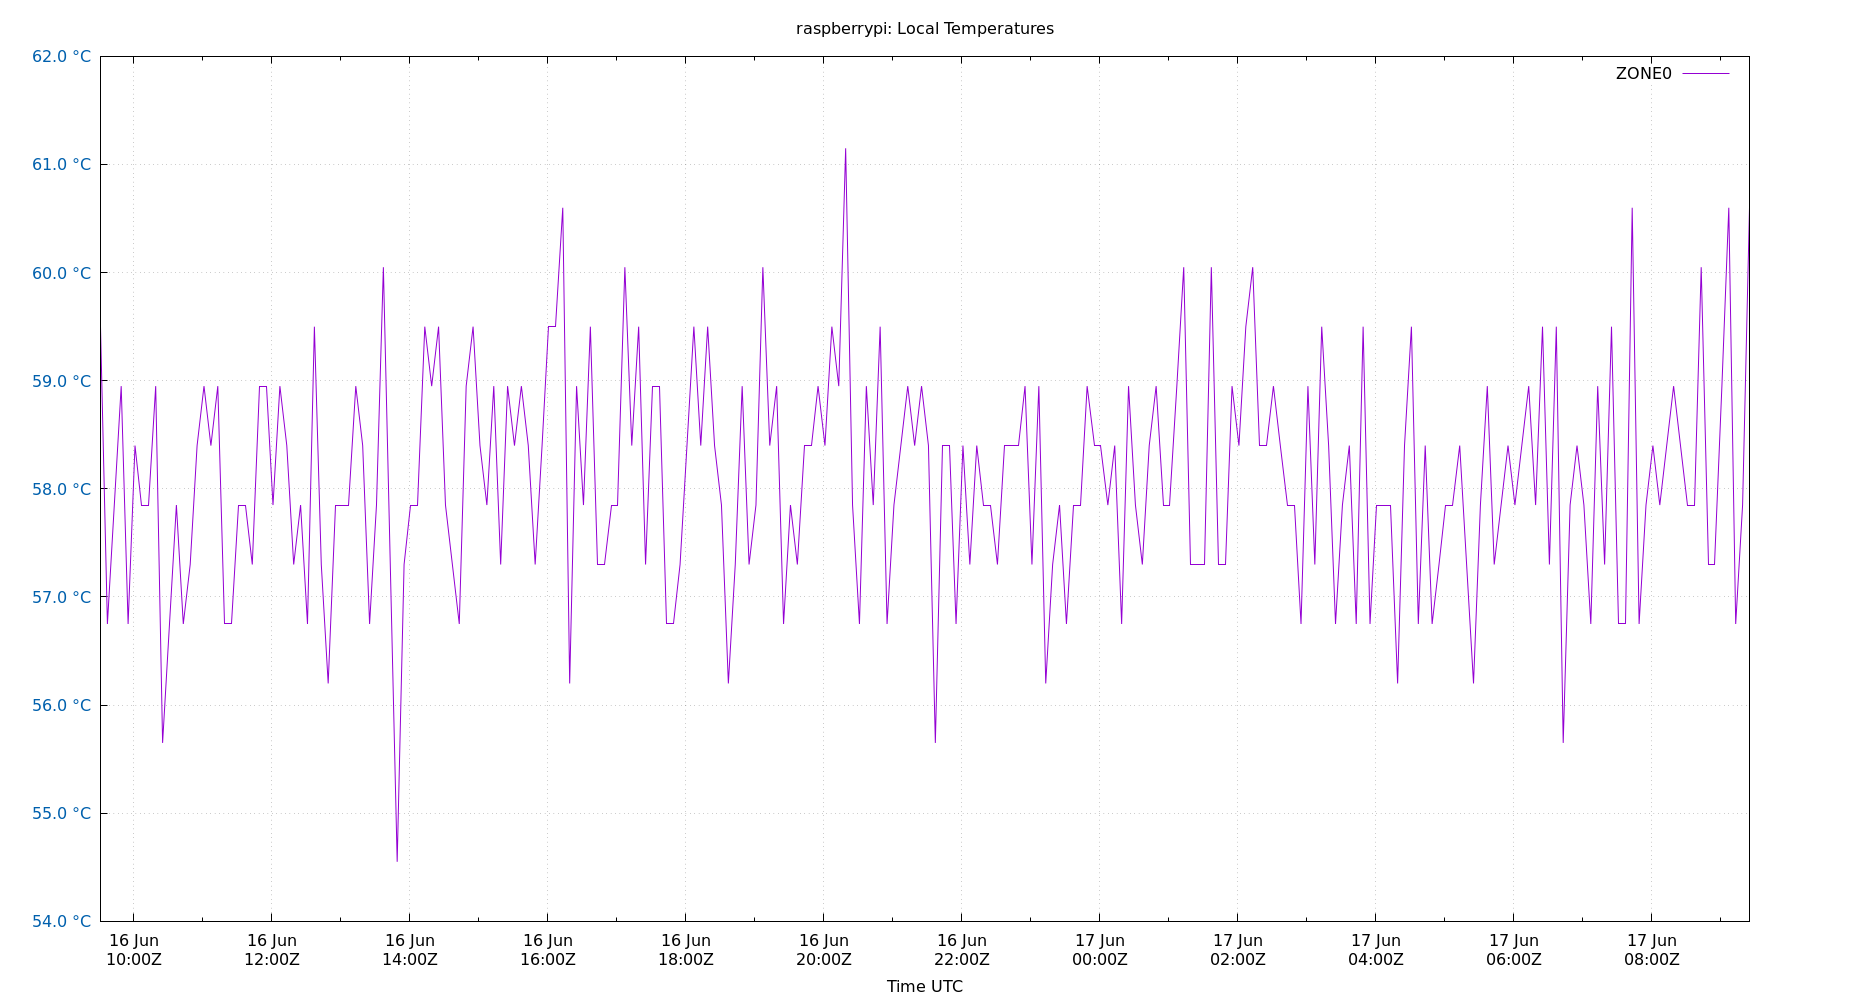 raspberrypi: Local Temperatures
62.0 °C
ZONE0
61.0 °C
60.0 °C
59.0 °C
58.0 °C
57.0 °C
56.0 °C
55.0 °C
54.0 °C
16 Jun 16 Jun 16 Jun 16 Jun 16 Jun 16 Jun 16 Jun 17 Jun 17 Jun 17 Jun 17 Jun 17 Jun
10:00Z 12:00Z 14:00Z 16:00Z 18:00Z 20:00Z 22:00Z 00:00Z 02:00Z 04:00Z 06:00Z 08:00Z
Time UTC